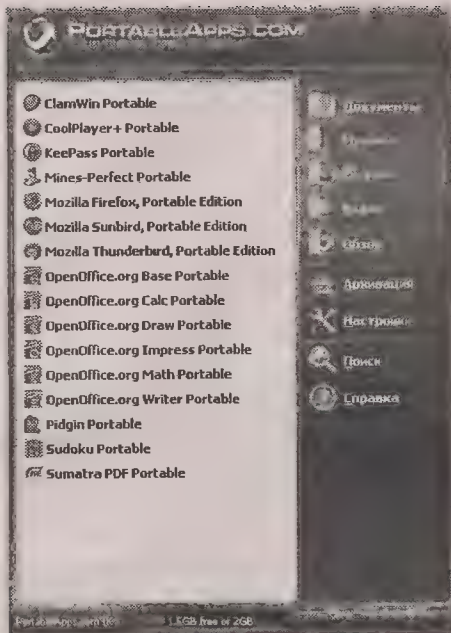 PORTABLEAPPS.COM
ClamWin Portable
CoolPlayer+ Portable
KeePass Portable
Mines-Perfect Portable
Mozilla Firefox, Portable Edition
Mozilla Sunbird, Portable Edition
Mozilla Thunderbird, Portable Edition
OpenOffice.org Base Portable
OpenOffice.org Calc Portable
OpenOffice.org Draw Portable
OpenOffice.org Impress Portable
OpenOffice.org Math Portable
OpenOffice.org Writer Portable
Pidgin Portable
Sudoku Portable
Sumatra PDF Portable
Документы
Обзор
Архивация
Настройки
Поиск
Справка
free of 2GB